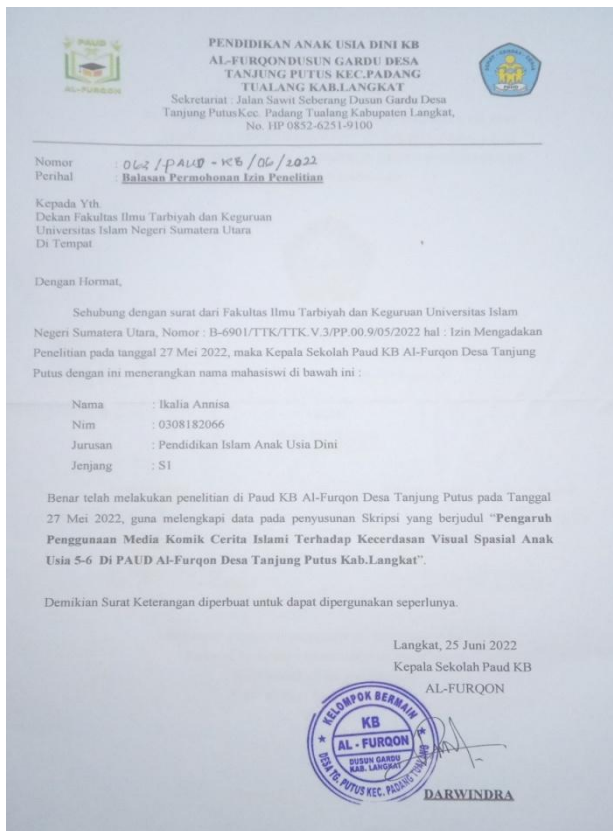 PAUD
AL-FURQON
PENDIDIKAN ANAK USIA DINI KB
AL-FURQONDUSUN GARDU DESA
TANJUNG PUTUS KEC.PADANG
TUALANG KAB.LANGKAT
Sekretariat : Jalan Sawit Seberang Dusun Gardu Desa
Tanjung PutusKec. Padang Tualang Kabupaten Langkat,
No. HP 0852-6251-9100
Nomor : 063/PAUD-KB/06/2022
Perihal : Balasan Permohonan Izin Penelitian
Kepada Yth.
Dekan Fakultas Ilmu Tarbiyah dan Keguruan
Universitas Islam Negeri Sumatera Utara
Di Tempat
Dengan Hormat,
Sehubung dengan surat dari Fakultas Ilmu Tarbiyah dan Keguruan Universitas Islam
Negeri Sumatera Utara, Nomor : B-6901/TTK/TTK.V.3/PP.00.9/05/2022 hal : Izin Mengadakan
Penelitian pada tanggal 27 Mei 2022, maka Kepala Sekolah Paud KB Al-Furqon Desa Tanjung
Putus dengan ini menerangkan nama mahasiswi di bawah ini :
Nama : Ikalia Annisa
Nim : 0308182066
Jurusan : Pendidikan Islam Anak Usia Dini
Jenjang : S1
Benar telah melakukan penelitian di Paud KB Al-Furqon Desa Tanjung Putus pada Tanggal
27 Mei 2022, guna melengkapi data pada penyusunan Skripsi yang berjudul “Pengaruh
Penggunaan Media Komik Cerita Islami Terhadap Kecerdasan Visual Spasial Anak
Usia 5-6 Di PAUD Al-Furqon Desa Tanjung Putus Kab.Langkat”.
Demikian Surat Keterangan diperbuat untuk dapat dipergunakan seperlunya.
Langkat, 25 Juni 2022
Kepala Sekolah Paud KB
AL-FURQON
KELOMPOK BERMAIN
KB
AL - FURQON
DUSUN GARDU
KAB. LANGKAT
DESA TG. PUTUS KEC. PADANG TUALANG
DARWINDRA